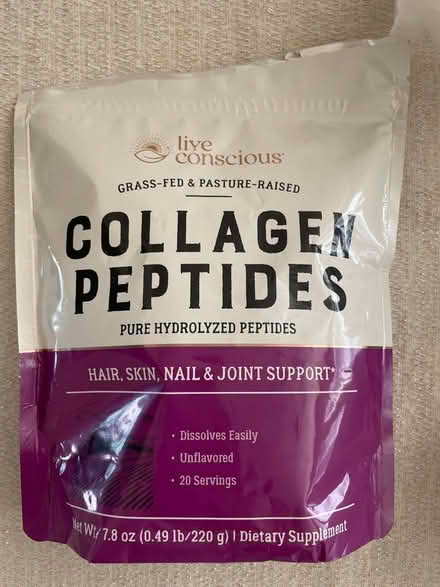 live
conscious®
GRASS-FED & PASTURE-RAISED
COLLAGEN
PEPTIDES
PURE HYDROLYZED PEPTIDES
HAIR, SKIN, NAIL & JOINT SUPPORT*
• Dissolves Easily
• Unflavored
• 20 Servings
Net Wt. 7.8 oz (0.49 lb/220 g) | Dietary Supplement